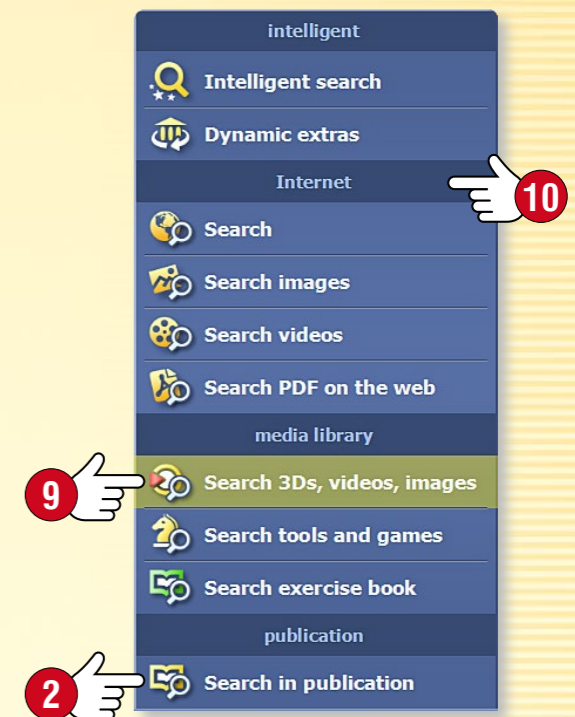 intelligent
Intelligent search
Dynamic extras
Internet
10
Search
Search images
Search videos
Search PDF on the web
media library
9
Search 3Ds, videos, images
Search tools and games
Search exercise book
publication
2
Search in publication